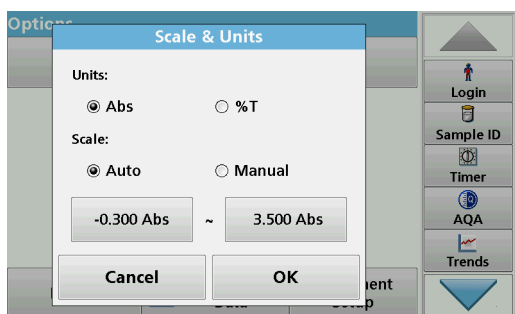 Options
Scale & Units
Units:
Abs
%T
Scale:
Auto
Manual
-0.300 Abs
~
3.500 Abs
Cancel
OK
Login
Sample ID
Timer
AQA
Trends